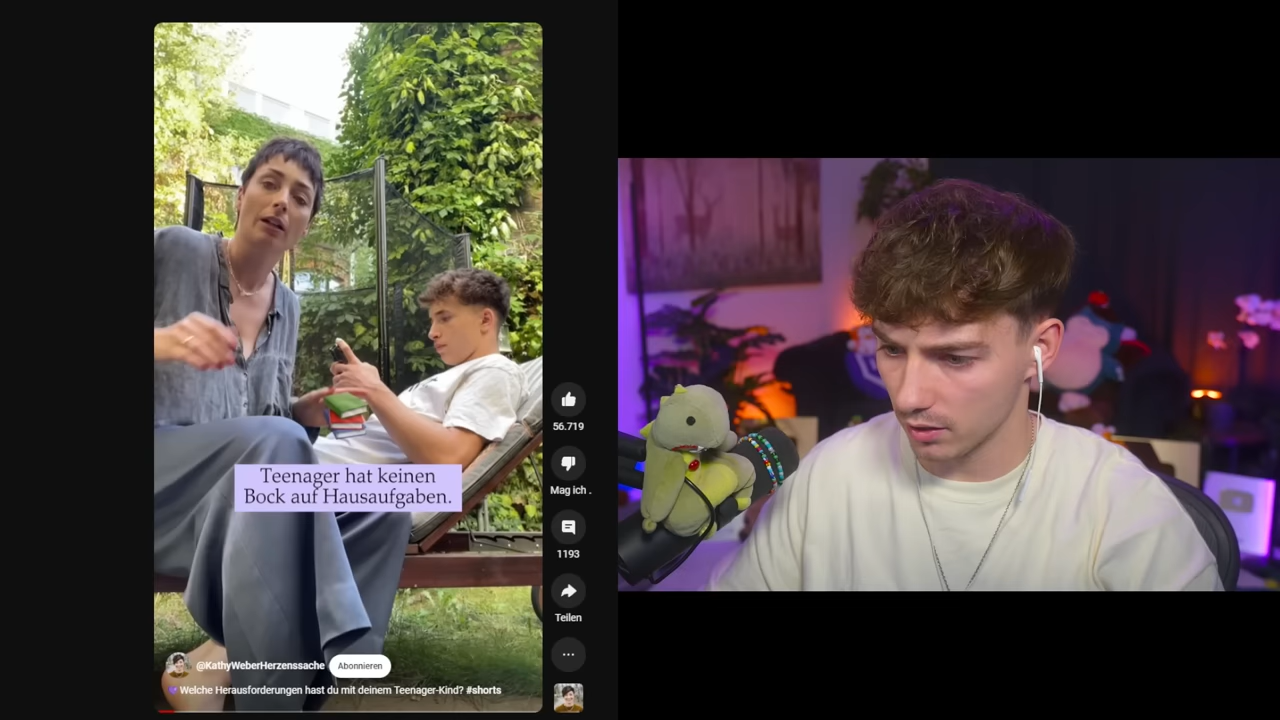 Teenager hat keinen
Bock auf Hausaufgaben.
56.719
Mag ich .
1193
Teilen
@KathyWeberHerzenssache
Abonnieren
Welche Herausforderungen hast du mit deinem Teenager-Kind? #shorts